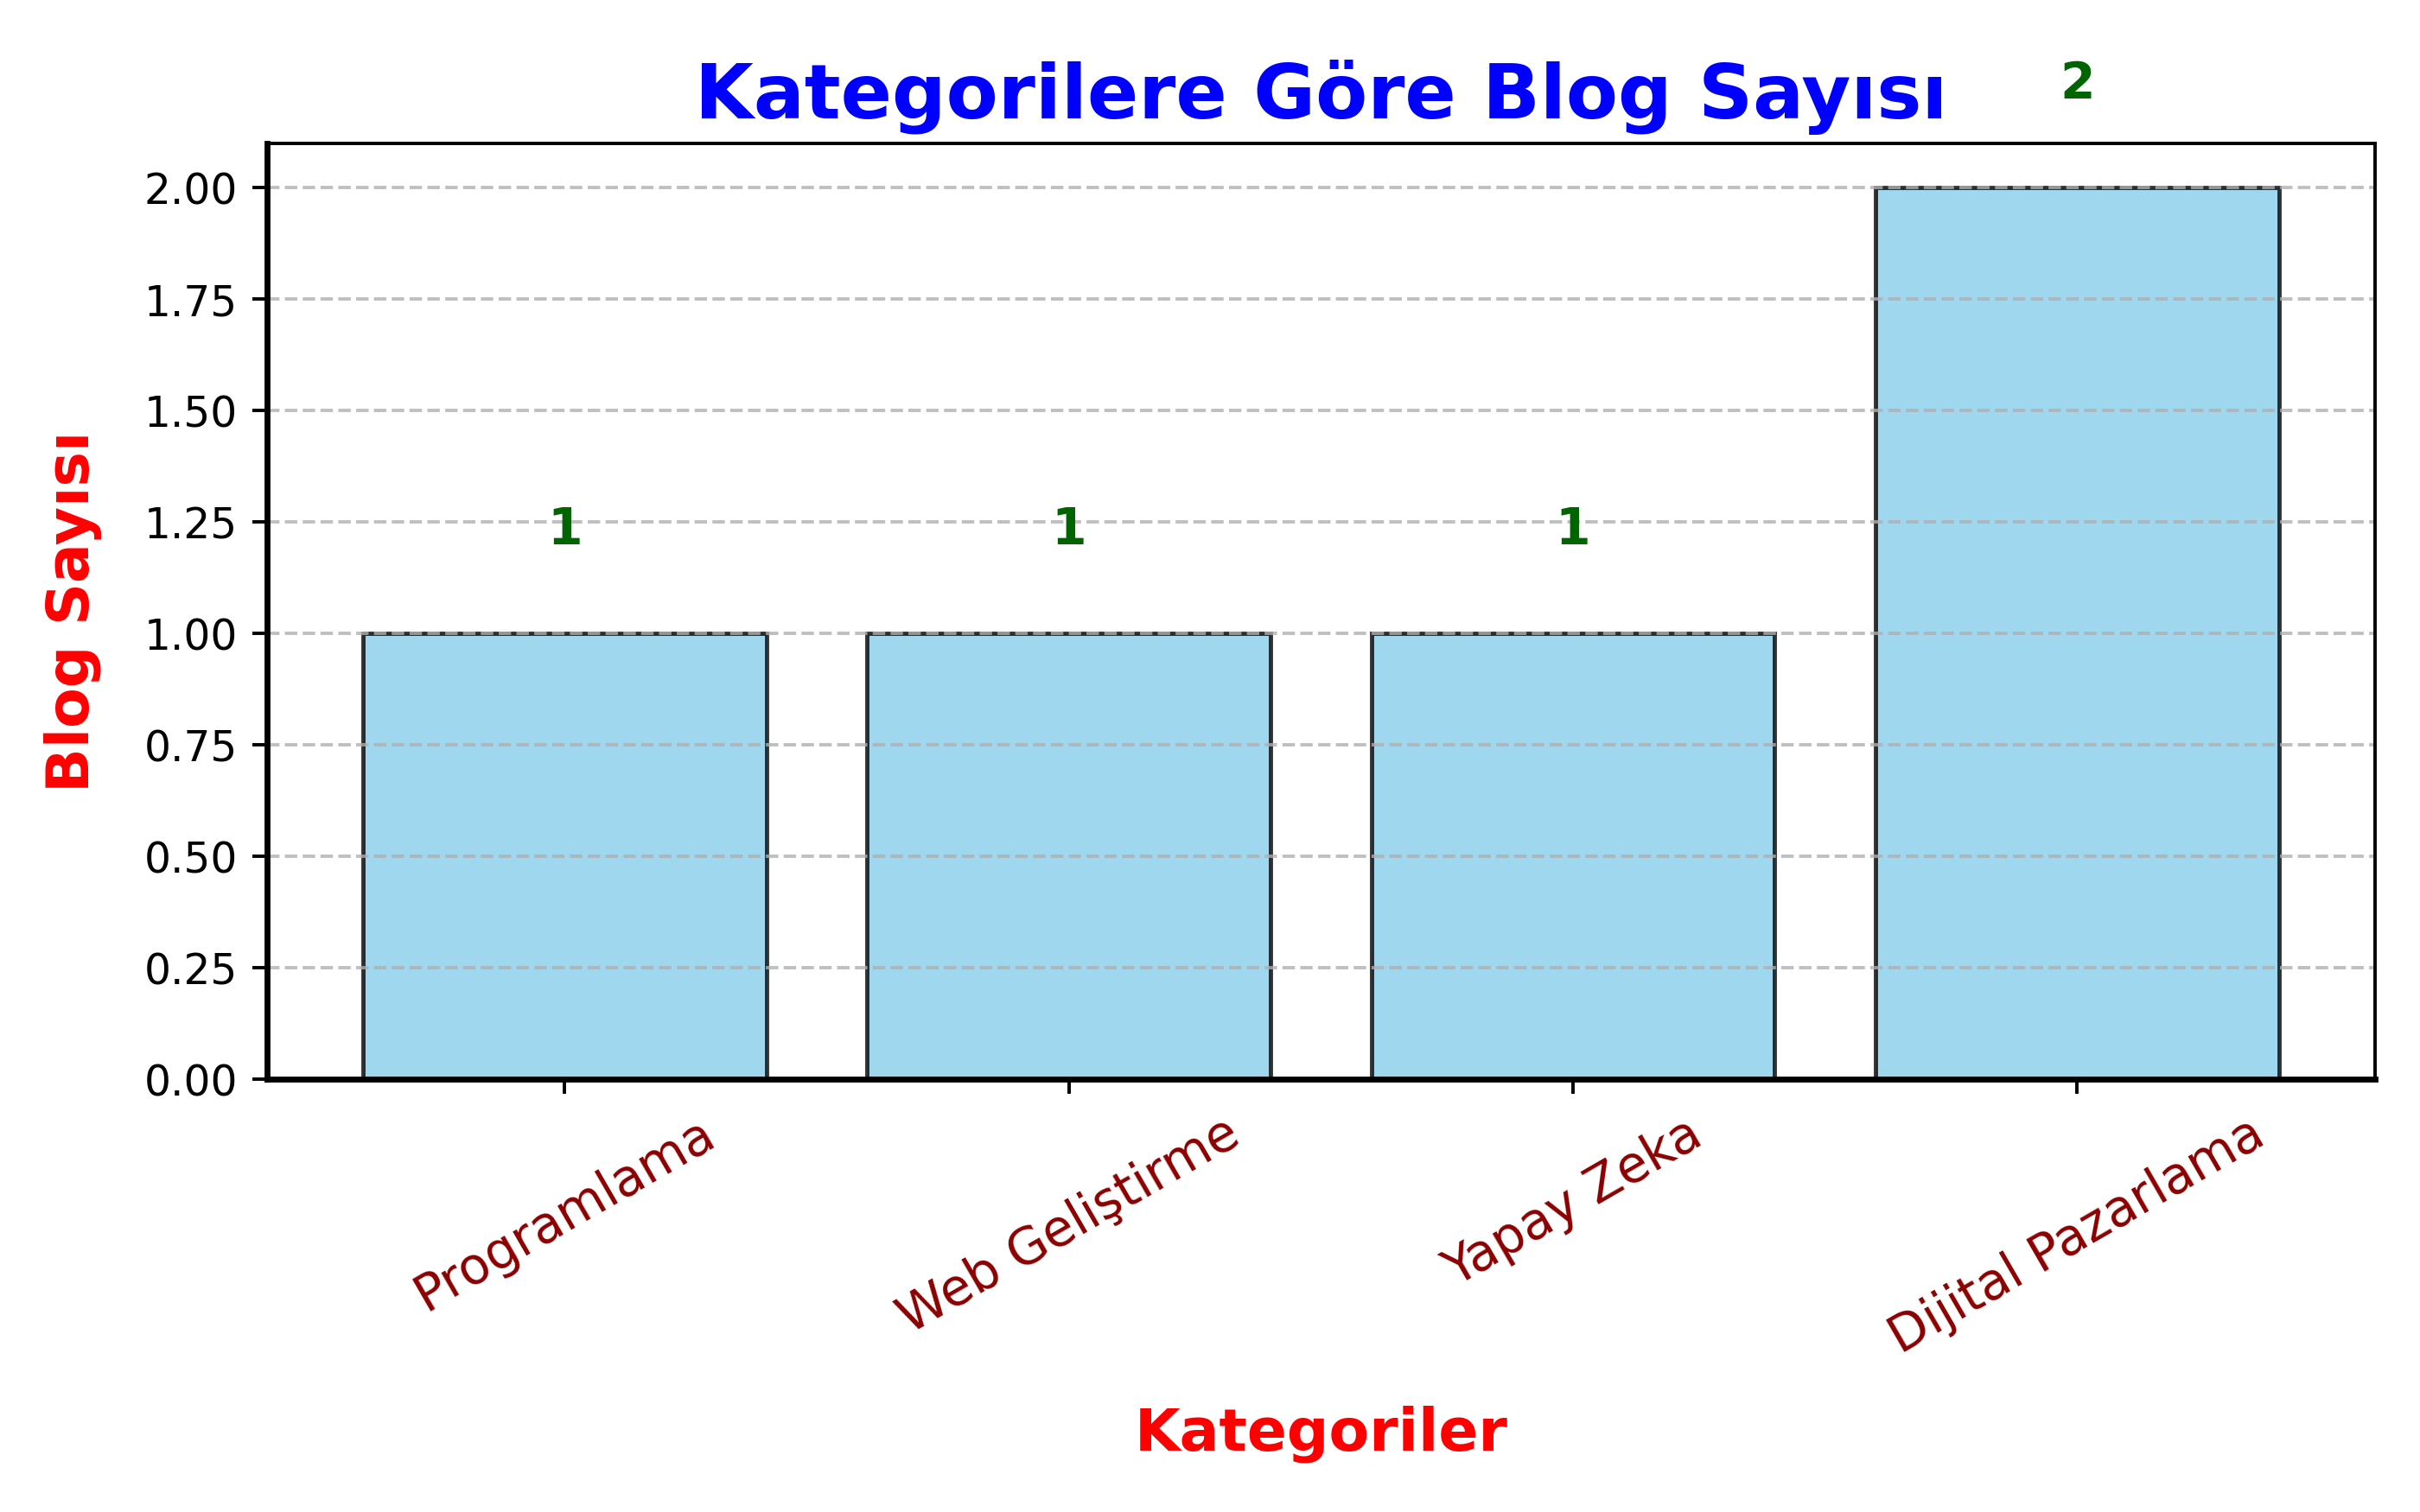 Kategorilere Göre Blog Sayısı
2
2.00
1.75
1.50
1.25
1 1 1
1.00
0.75
0.50
0.25
0.00
Blog Sayısı
Programlama
Web Geliştirme
Yapay Zeka
Dijital Pazarlama
Kategoriler